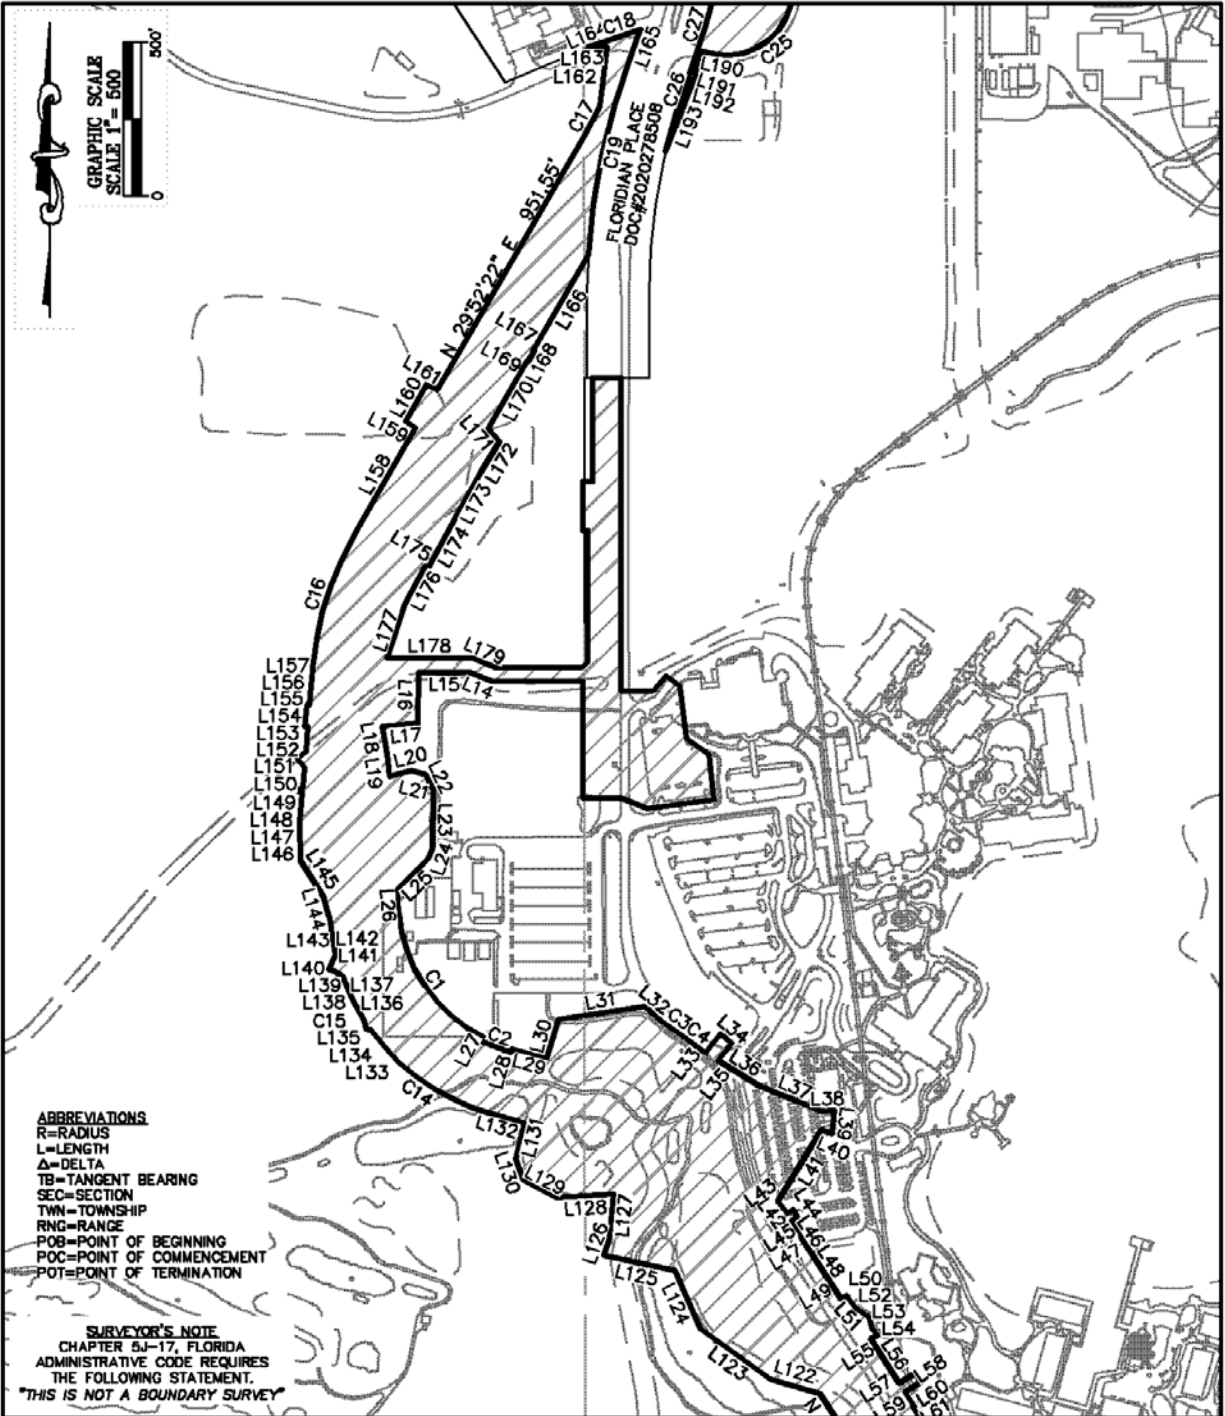 GRAPHIC SCALE
SCALE 1"= 500
0
500'
C27
L164
C18
L165
L163
L162
C25
L190
L191
L192
C26
L193
C17
C19
FLORIDIAN PLACE
DOC#20200278508
N 29°52'22" E 951.55'
L166
L167
L168
L169
L161
L160
L170
L159
L171
L172
L158
L173
L174
L175
L176
C16
L177
L178
L179
L157
L156
L155
L154
L153
L152
L151
L150
L149
L148
L147
L146
L16
L15
L14
L17
L18
L20
L19
L21
L22
L23
L24
L25
L26
L145
L144
L143
L142
L141
L140
L139
L138
L137
L136
C15
L135
L134
L133
C1
C2
L27
L28
L29
L30
L31
L32
C3
C4
L33
L34
L35
L36
L37
L38
L39
L40
L41
L43
L42
L44
L45
L46
L47
L48
L49
L50
L52
L51
L53
L54
L55
L56
L57
L58
L59
L60
L61
C14
L132
L131
L130
L129
L128
L127
L126
L125
L124
L123
L122
N
ABBREVIATIONS
R=RADIUS
L=LENGTH
Δ=DELTA
TB=TANGENT BEARING
SEC=SECTION
TWN=TOWNSHIP
RNG=RANGE
POB=POINT OF BEGINNING
POC=POINT OF COMMENCEMENT
POT=POINT OF TERMINATION
SURVEYOR'S NOTE
CHAPTER 5J-17, FLORIDA
ADMINISTRATIVE CODE REQUIRES
THE FOLLOWING STATEMENT.
"THIS IS NOT A BOUNDARY SURVEY"